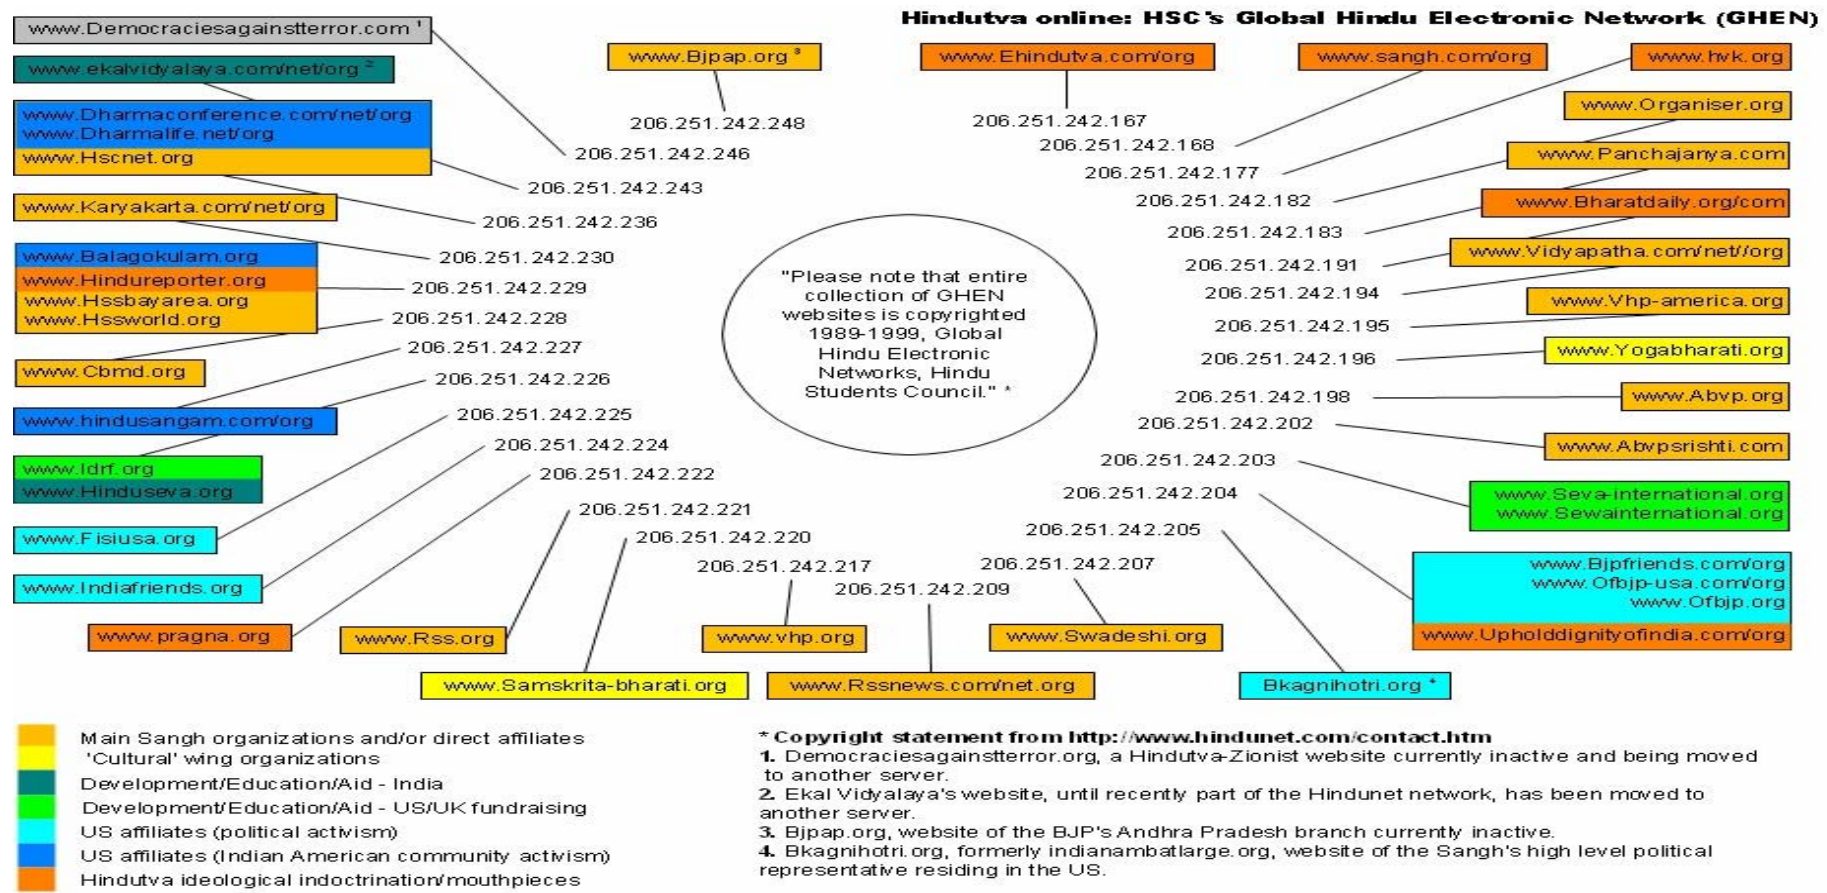 Hindutva online: HSC's Global Hindu Electronic Network (GHEN)
www.Democraciesagainstterror.com 1
www.ekalvidyalaya.com/net/org 2
www.Dharmaconference.com/net/org
www.Dharmalife.net/org
www.Hscnet.org
www.Karyakarta.com/net/org
www.Balagokulam.org
www.Hindureporter.org
www.Hssbayarea.org
www.Hssworld.org
www.Cbmd.org
www.hindusangam.com/org
www.Idrf.org
www.Hinduseva.org
www.Fisiusa.org
www.Indiafriends.org
www.pragna.org
www.Rss.org
www.Samskrita-bharati.org
www.vhp.org
www.Rssnews.com/net.org
www.Swadeshi.org
Bkagnihotri.org *
www.Bjpap.org 3
www.Ehindutva.com/org
www.sangh.com/org
www.hvk.org
www.Organiser.org
www.Panchajanya.com
www.Bharatdaily.org/com
www.Vidyapatha.com/net//org
www.Vhp-america.org
www.Yogabharati.org
www.Abvp.org
www.Abvpsrishti.com
www.Seva-international.org
www.Sewainternational.org
www.Bjpfriends.com/org
www.Ofbjp-usa.com/org
www.Ofbjp.org
www.Upholddignityofindia.com/org
206.251.242.248
206.251.242.246
206.251.242.243
206.251.242.236
206.251.242.230
206.251.242.229
206.251.242.228
206.251.242.227
206.251.242.226
206.251.242.225
206.251.242.224
206.251.242.222
206.251.242.221
206.251.242.220
206.251.242.217
206.251.242.209
206.251.242.207
206.251.242.205
206.251.242.204
206.251.242.203
206.251.242.202
206.251.242.198
206.251.242.196
206.251.242.195
206.251.242.194
206.251.242.191
206.251.242.183
206.251.242.182
206.251.242.177
206.251.242.168
206.251.242.167
"Please note that entire
collection of GHEN
websites is copyrighted
1989-1999, Global
Hindu Electronic
Networks, Hindu
Students Council." *
Main Sangh organizations and/or direct affiliates
'Cultural' wing organizations
Development/Education/Aid - India
Development/Education/Aid - US/UK fundraising
US affiliates (political activism)
US affiliates (Indian American community activism)
Hindutva ideological indoctrination/mouthpieces
* Copyright statement from http://www.hindunet.com/contact.htm
1. Democraciesagainstterror.org, a Hindutva-Zionist website currently inactive and being moved
to another server.
2. Ekal Vidyalaya's website, until recently part of the Hindunet network, has been moved to
another server.
3. Bjpap.org, website of the BJP's Andhra Pradesh branch currently inactive.
4. Bkagnihotri.org, formerly indianambatlarge.org, website of the Sangh's high level political
representative residing in the US.